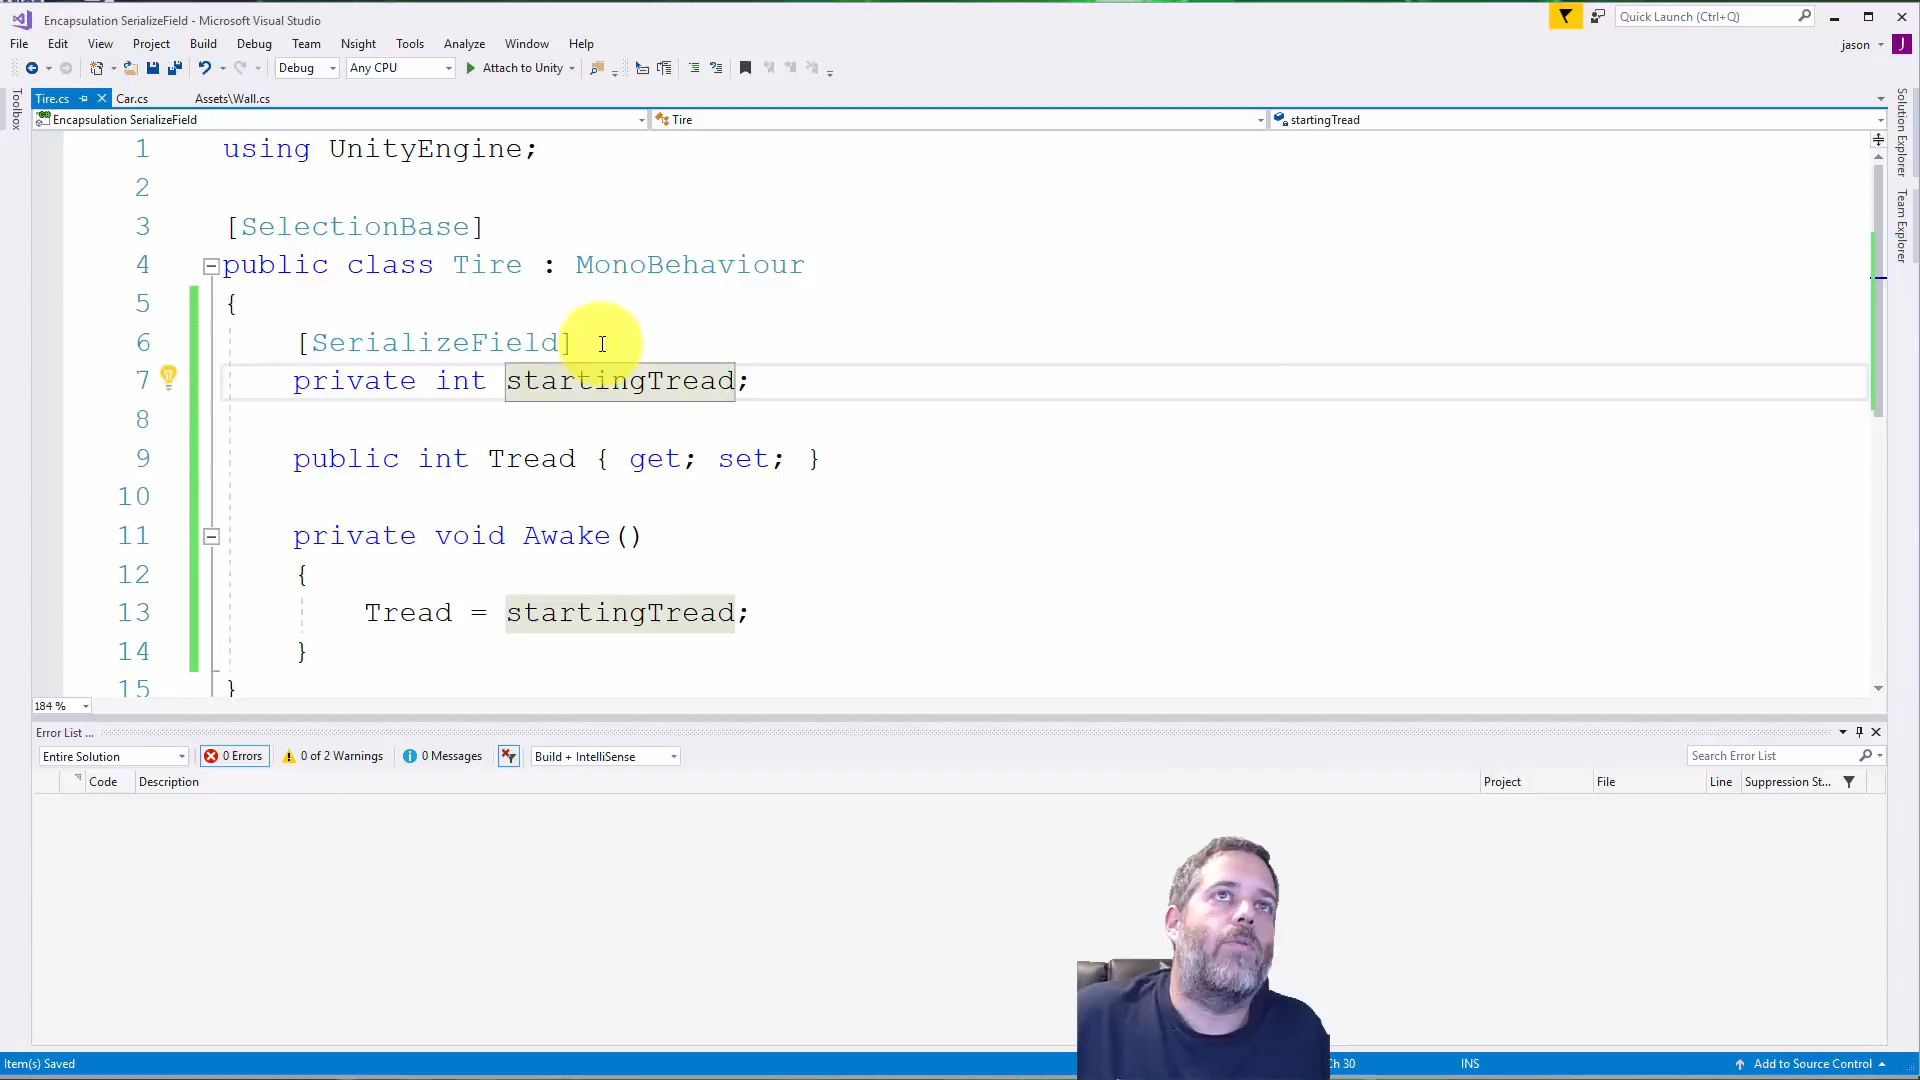 Encapsulation SerializeField - Microsoft Visual Studio
Quick Launch (Ctrl+Q)
File Edit View Project Build Debug Team Nsight Tools Analyze Window Help
jason J
Debug Any CPU Attach to Unity
Toolbox
Tire.cs Car.cs Assets\Wall.cs
Encapsulation SerializeField Tire startingTread
Solution Explorer
Team Explorer
1 using UnityEngine;
2
3 [SelectionBase]
4 public class Tire : MonoBehaviour
5 {
6 [SerializeField]
7 private int startingTread;
8
9 public int Tread { get; set; }
10
11 private void Awake()
12 {
13 Tread = startingTread;
14 }
15 }
184 %
Error List ...
Entire Solution 0 Errors 0 of 2 Warnings 0 Messages Build + IntelliSense Search Error List
Code Description Project File Line Suppression St...
Item(s) Saved Ch 30 INS Add to Source Control